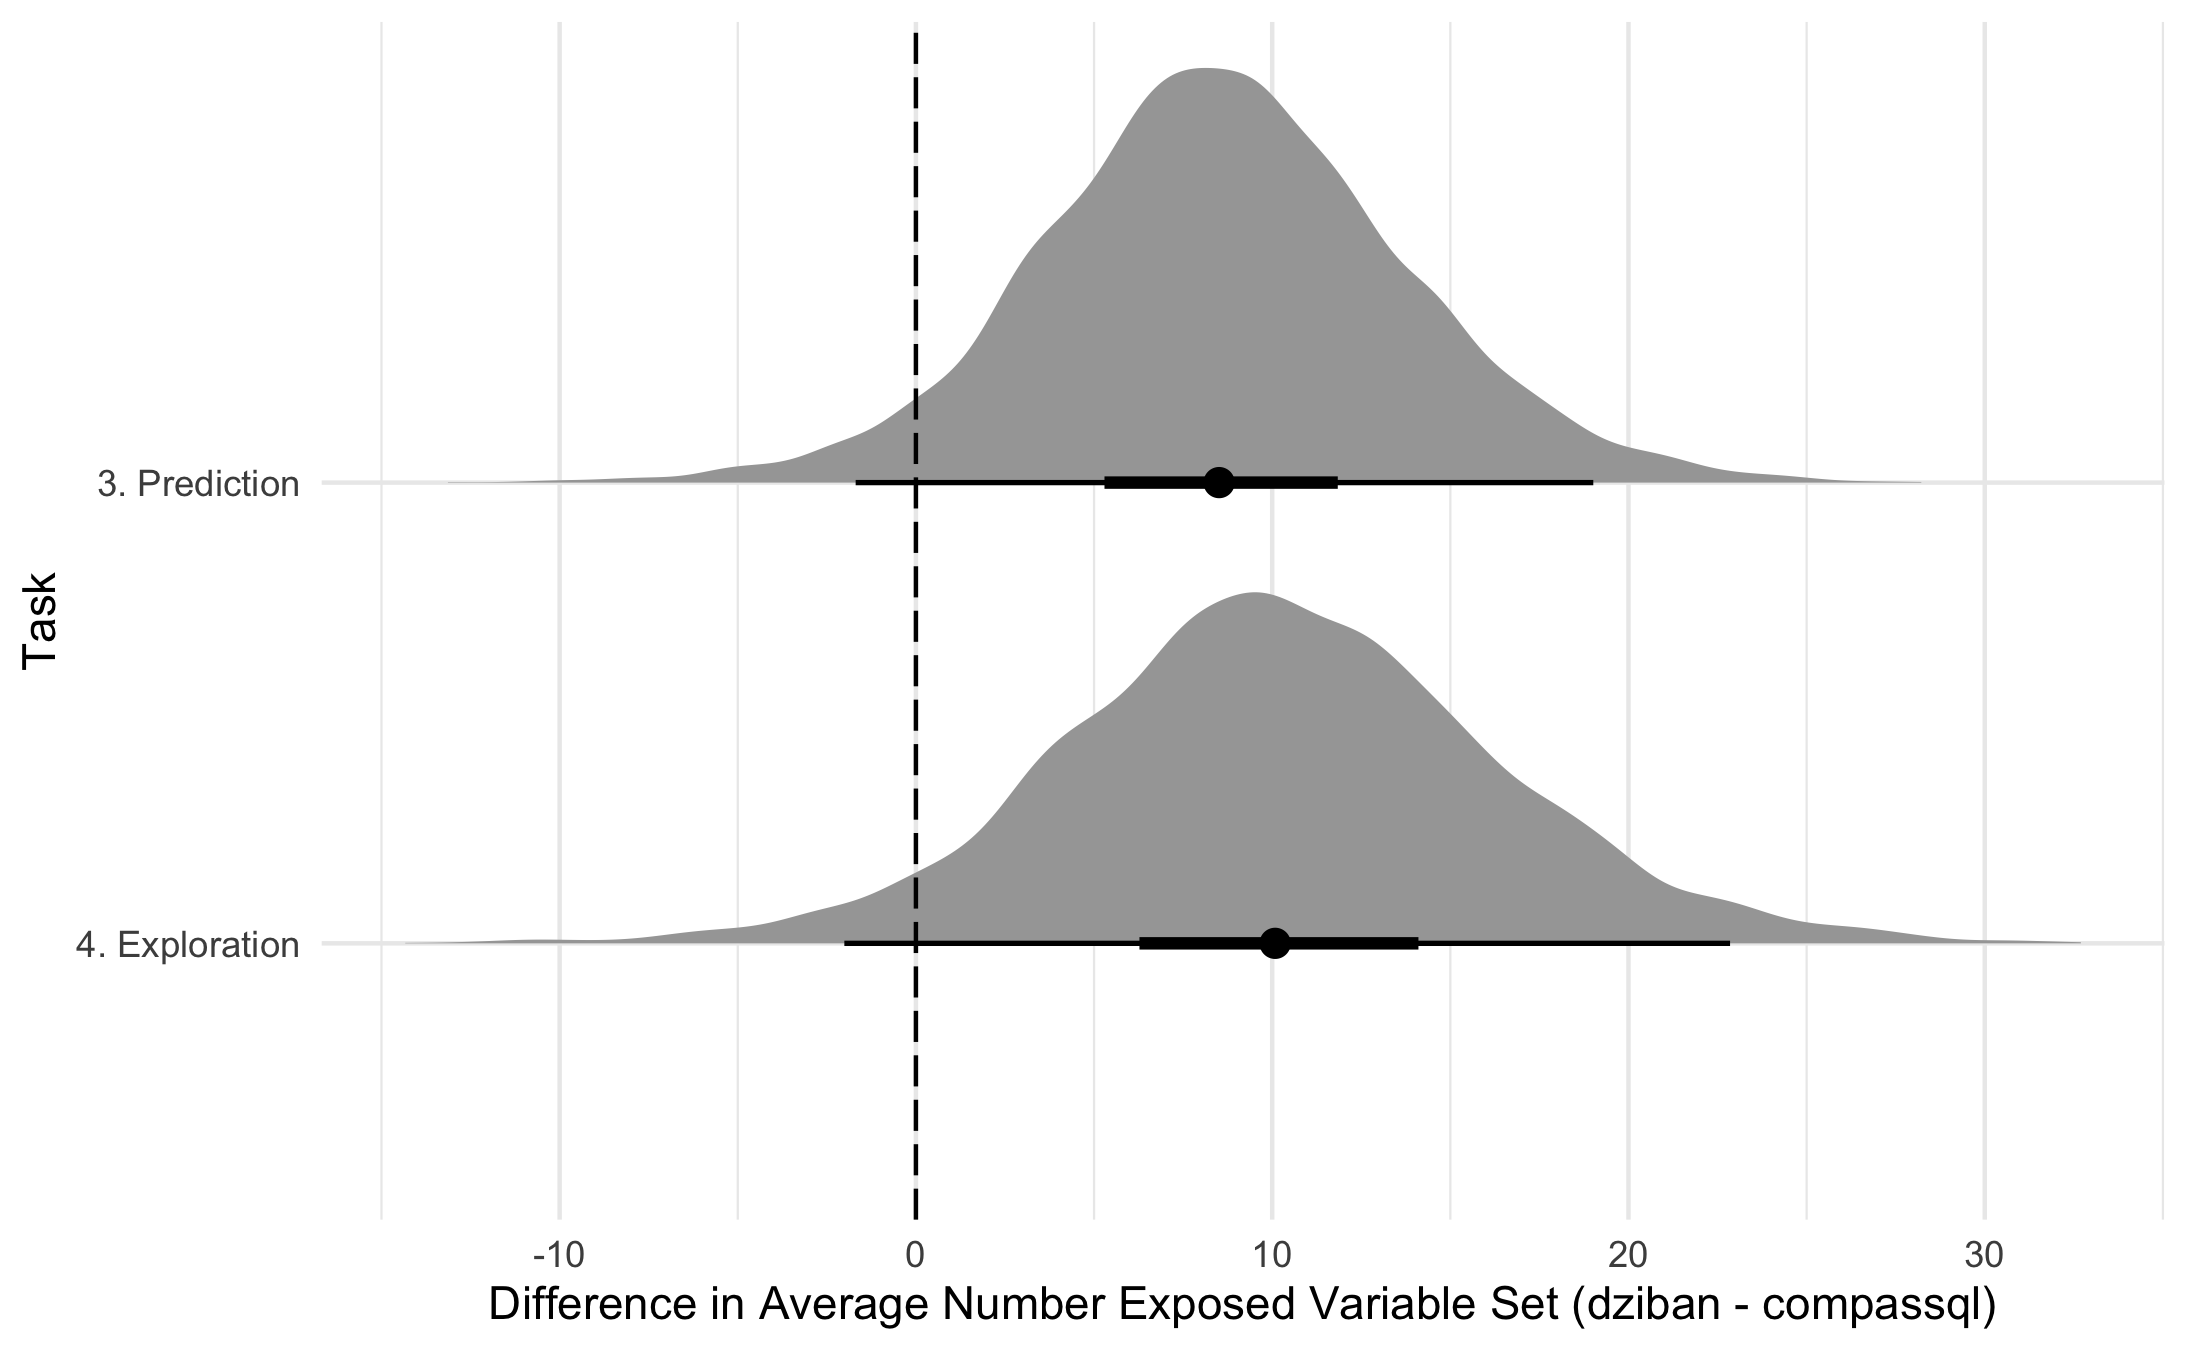 3. Prediction
Task
4. Exploration
-10 0 10 20 30
Difference in Average Number Exposed Variable Set (dziban - compassql)